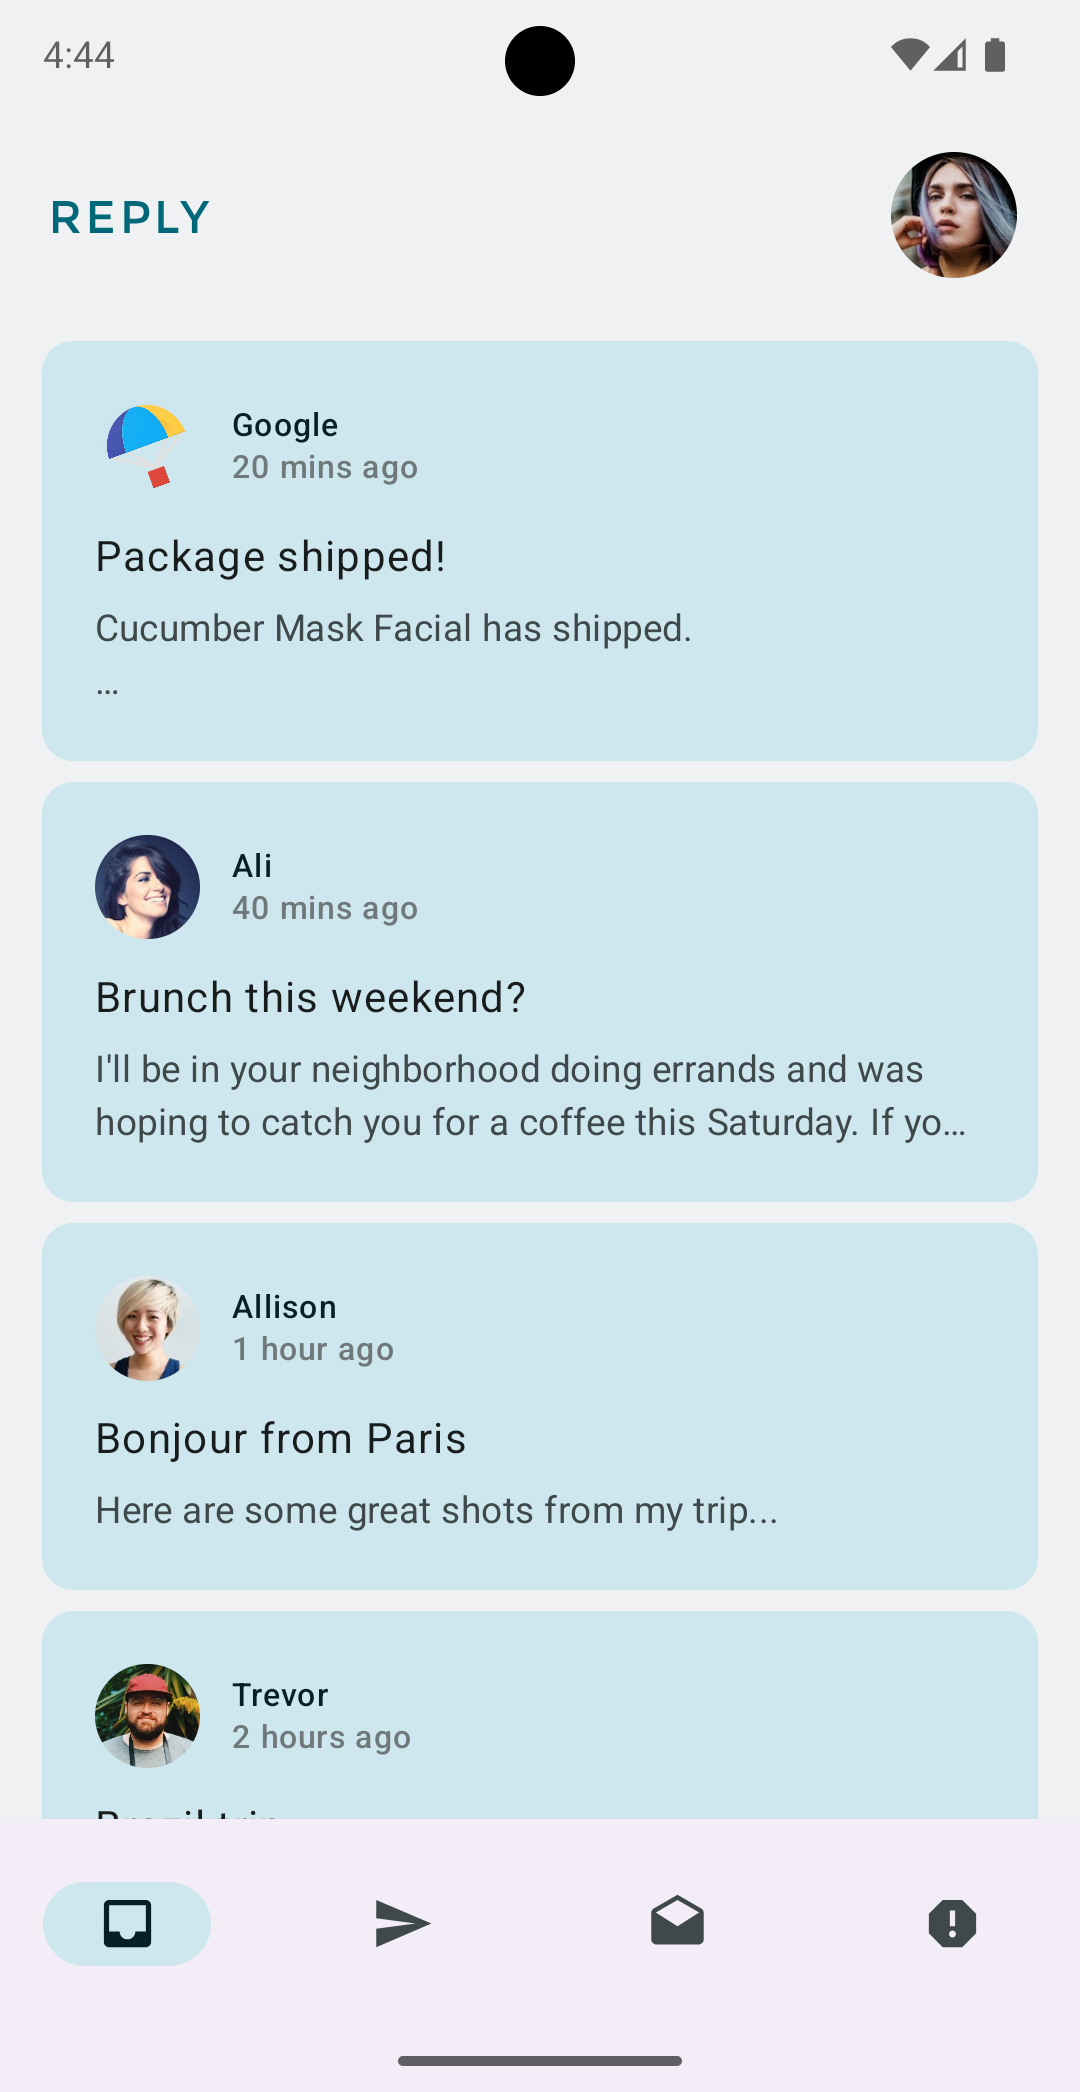 4:44
REPLY
Google
20 mins ago
Package shipped!
Cucumber Mask Facial has shipped.
…
Ali
40 mins ago
Brunch this weekend?
I'll be in your neighborhood doing errands and was
hoping to catch you for a coffee this Saturday. If yo…
Allison
1 hour ago
Bonjour from Paris
Here are some great shots from my trip...
Trevor
2 hours ago
Brazil trip